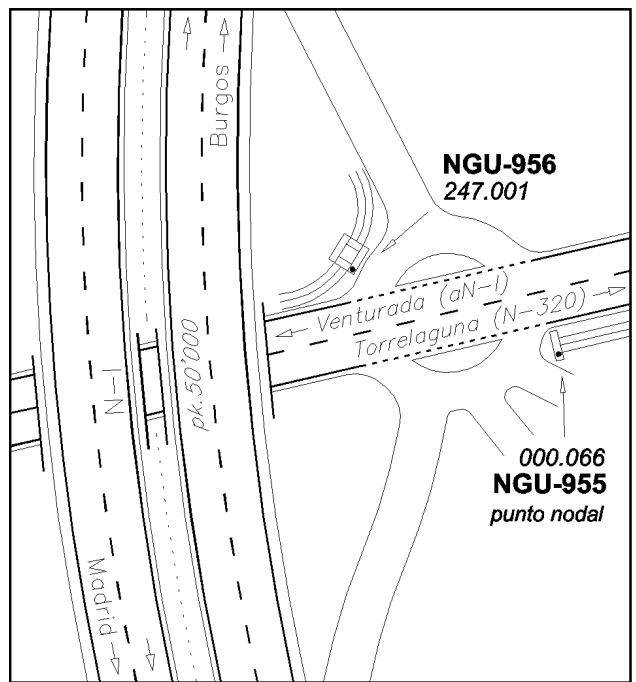 Burgos
NGU-956
247.001
Venturada (aN-I)
Torrelaguna (N-320)
pk.50'000
N-I
000.066
NGU-955
punto nodal
Madrid